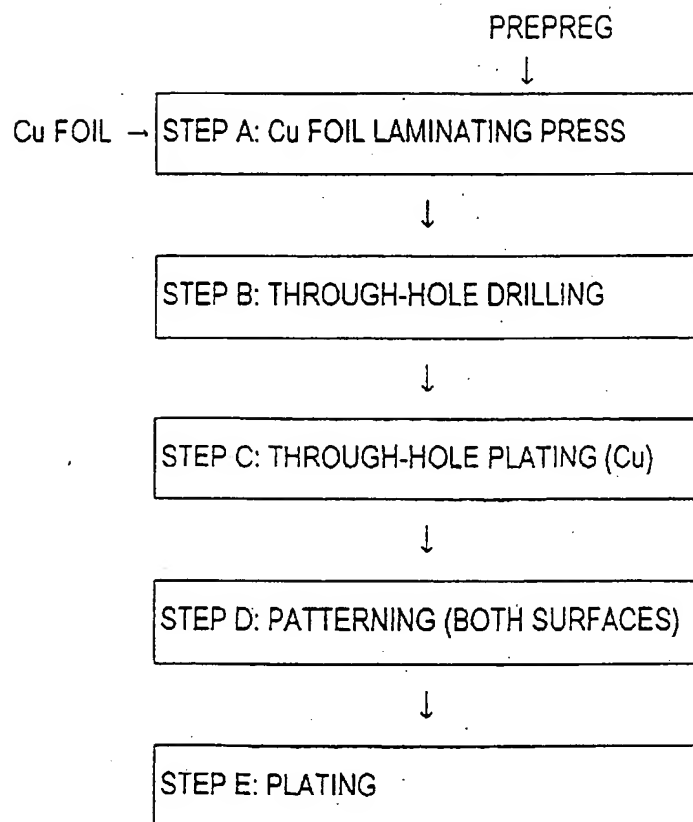 PREPREG
↓
Cu FOIL → STEP A: Cu FOIL LAMINATING PRESS
↓
STEP B: THROUGH-HOLE DRILLING
↓
STEP C: THROUGH-HOLE PLATING (Cu)
↓
STEP D: PATTERNING (BOTH SURFACES)
↓
STEP E: PLATING